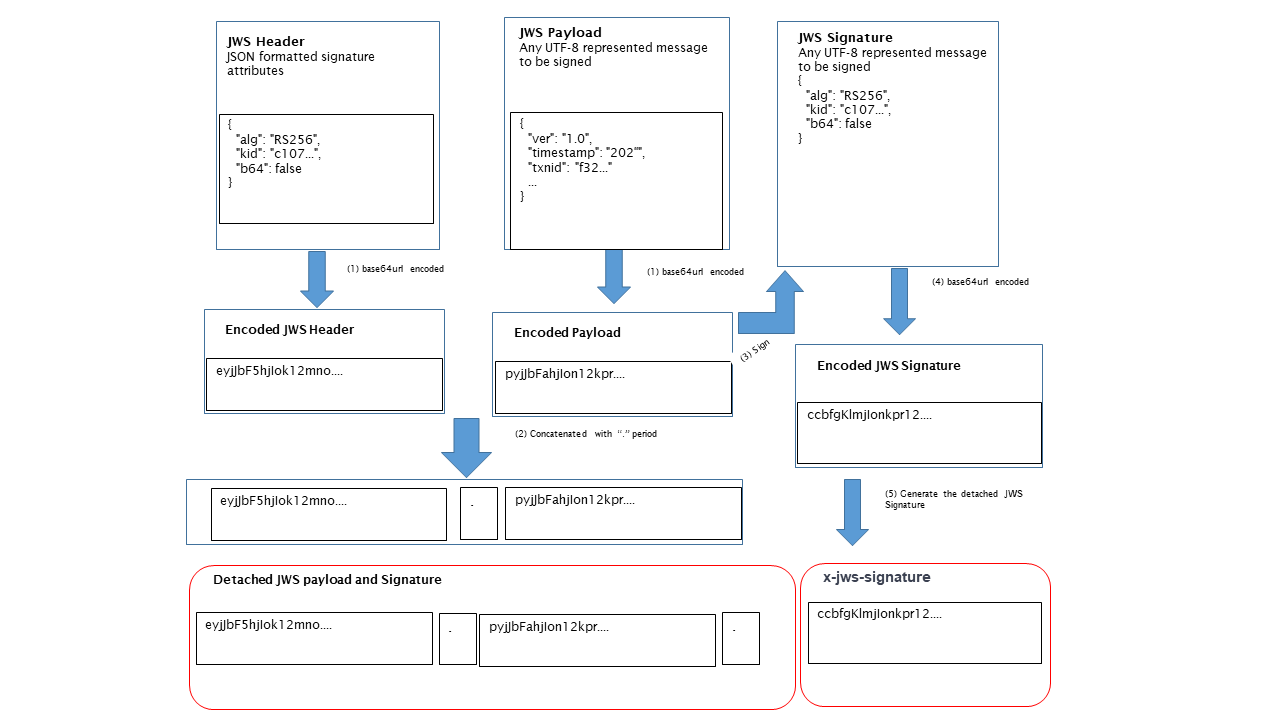 JWS Header
JSON formatted signature
attributes
{
"alg": "RS256",
"kid": "c107...",
"b64": false
}
JWS Payload
Any UTF-8 represented message
to be signed
{
"ver": "1.0",
"timestamp": "202“",
"txnid": "f32..."
...
}
JWS Signature
Any UTF-8 represented message
to be signed
{
"alg": "RS256",
"kid": "c107...",
"b64": false
}
(1) base64url encoded
(1) base64url encoded
(4) base64url encoded
Encoded JWS Header
eyjJbF5hjIok12mno....
Encoded Payload
pyjJbFahjIon12kpr....
(3) Sign
Encoded JWS Signature
ccbfgKlmjIonkpr12....
(2) Concatenated with “.” period
eyjJbF5hjIok12mno....
.
pyjJbFahjIon12kpr....
(5) Generate the detached JWS
Signature
Detached JWS payload and Signature
eyjJbF5hjIok12mno....
.
pyjJbFahjIon12kpr....
.
x-jws-signature
ccbfgKlmjIonkpr12....